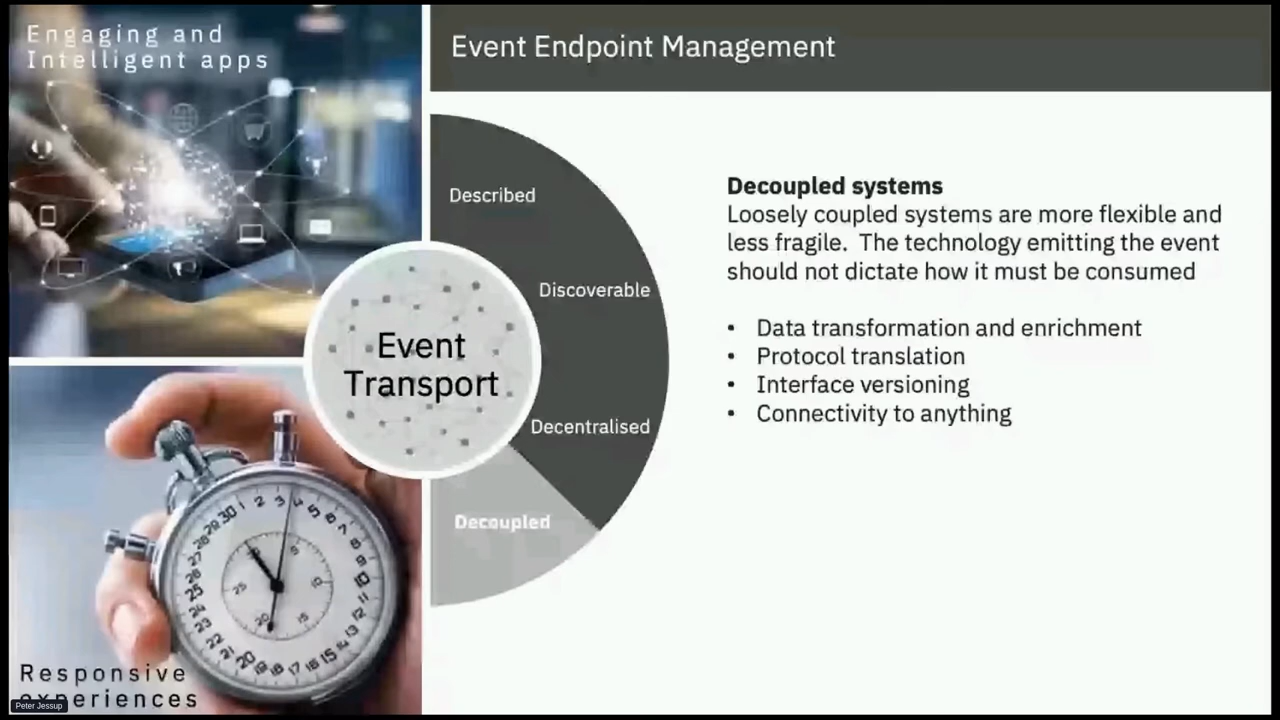 Engaging and
Intelligent apps
Event Endpoint Management
Described
Discoverable
Event
Transport
Decentralised
Decoupled
Decoupled systems
Loosely coupled systems are more flexible and
less fragile. The technology emitting the event
should not dictate how it must be consumed
• Data transformation and enrichment
• Protocol translation
• Interface versioning
• Connectivity to anything
Responsive
experiences
Peter Jessup